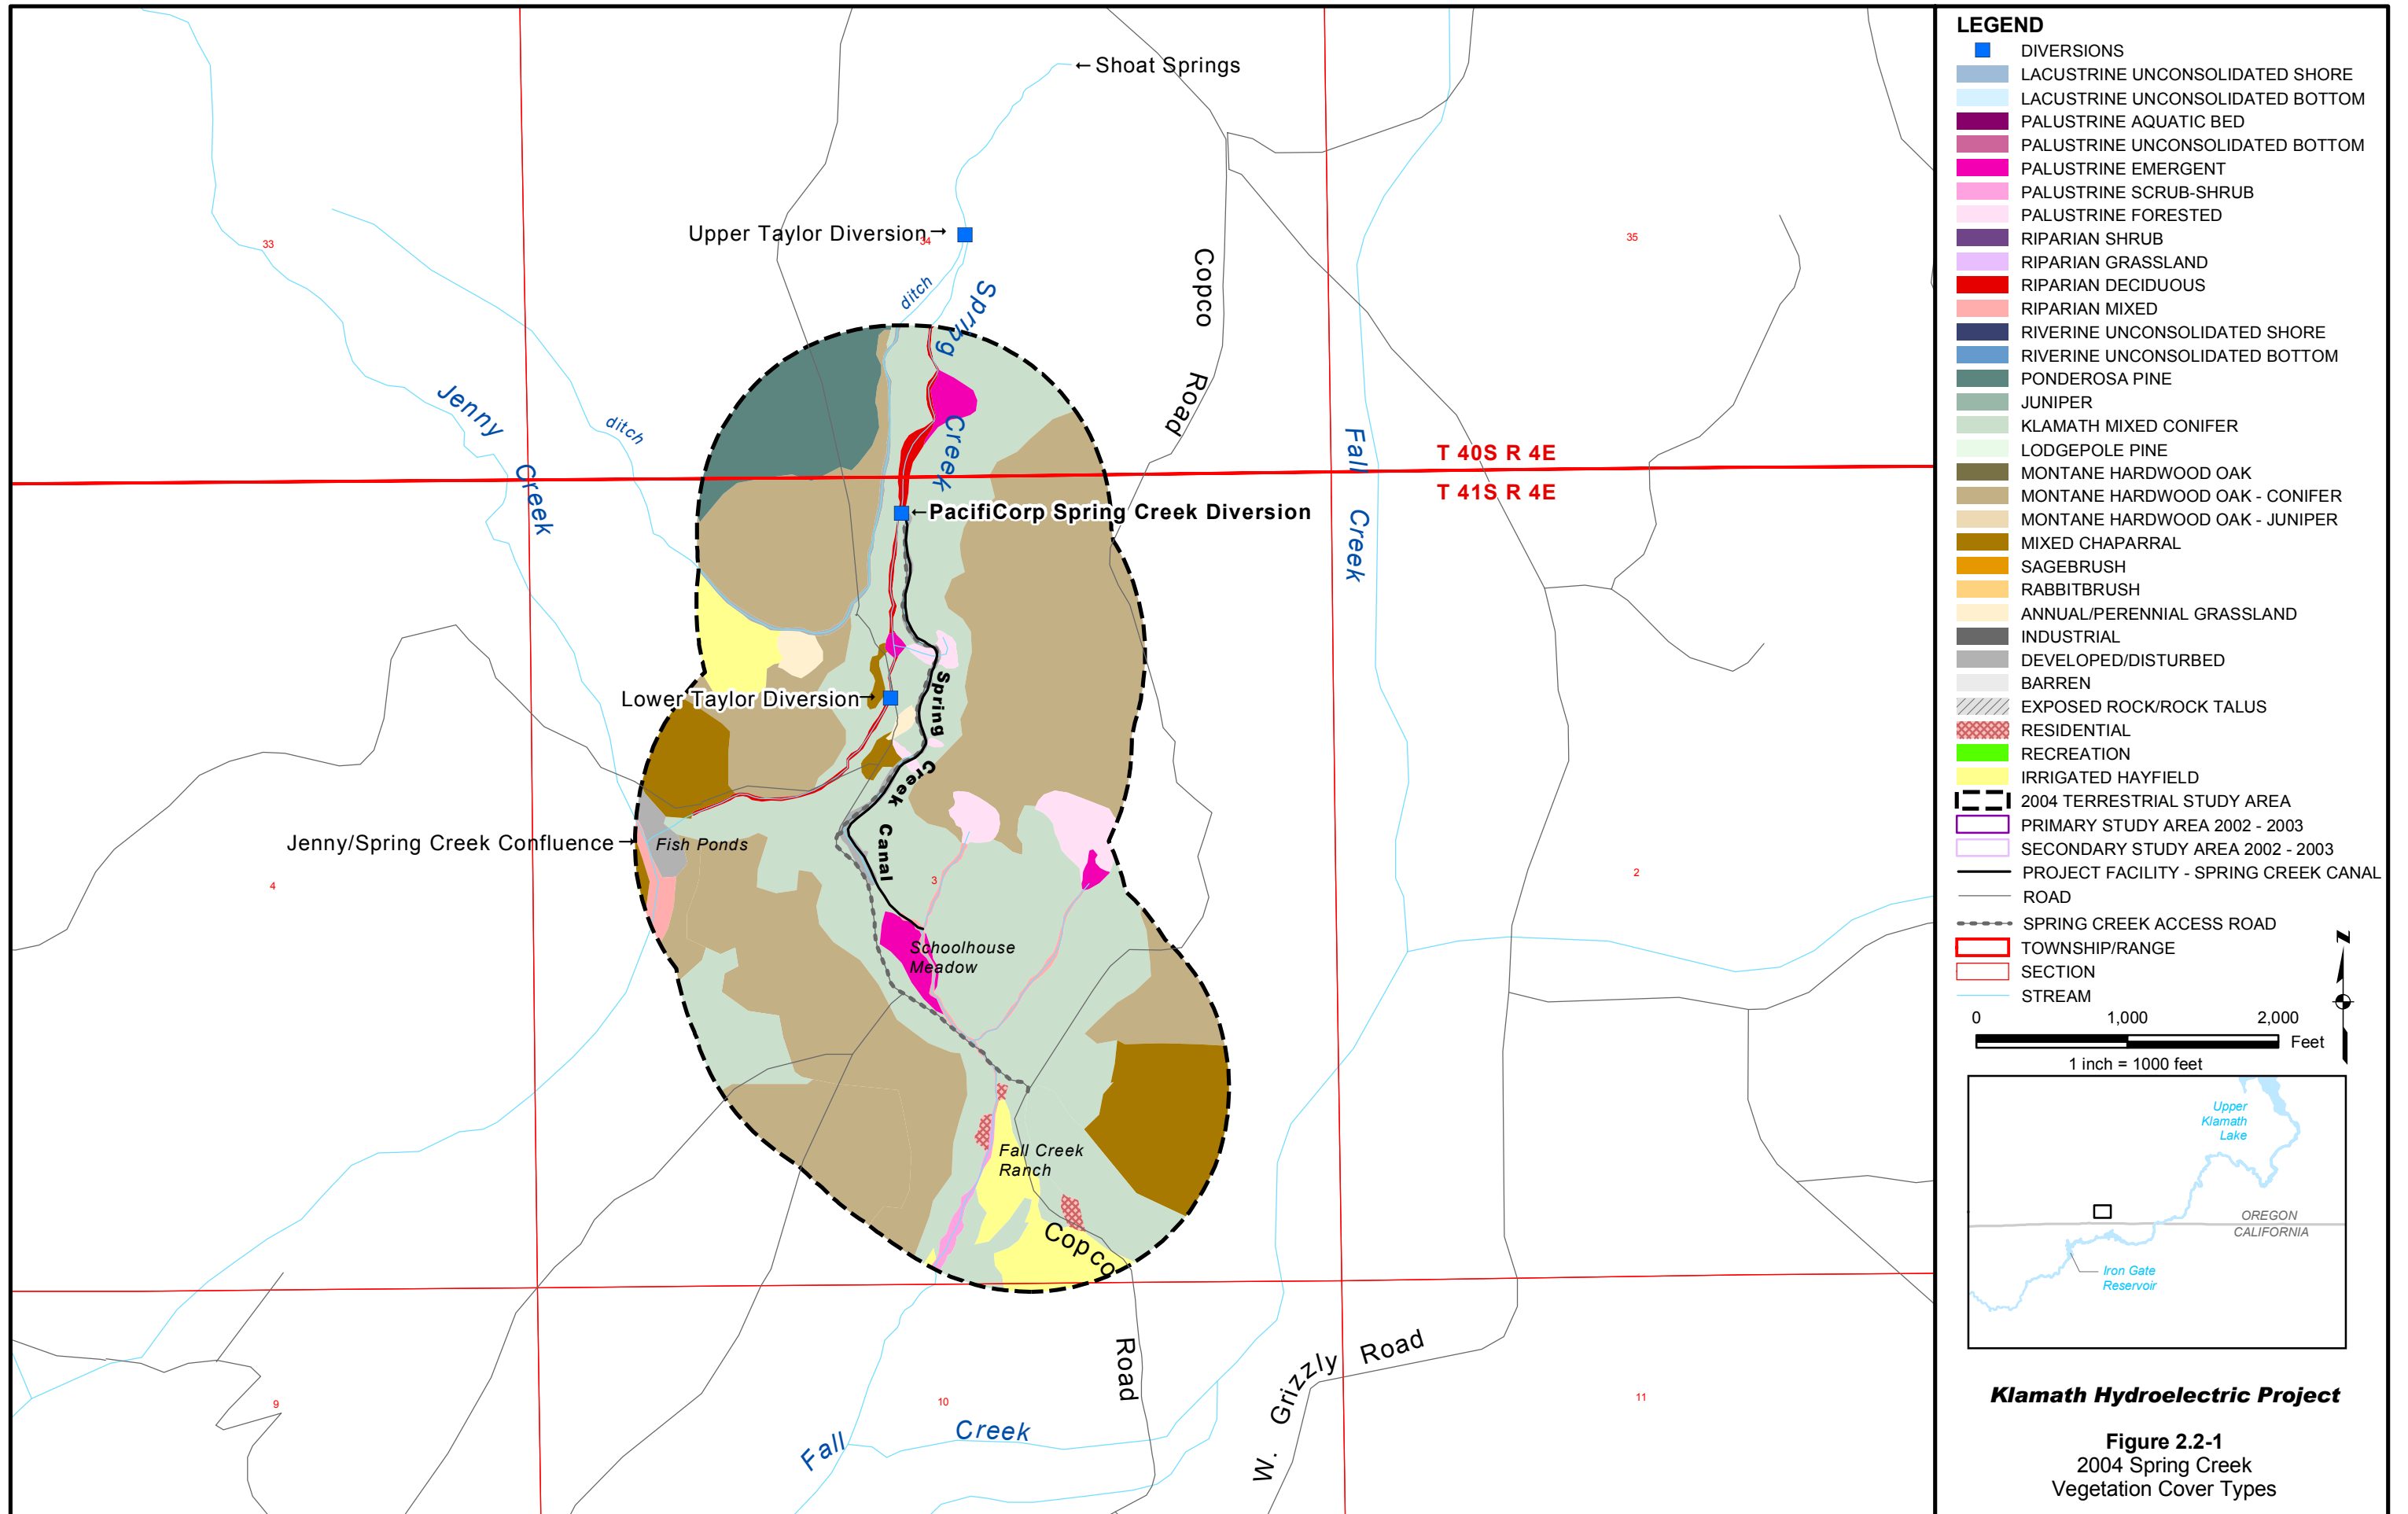 ← Shoat Springs
Upper Taylor Diversion →
33
34
35
ditch
Spring
Creek
Copco
Road
Jenny
Creek
ditch
Fall
Creek
T 40S R 4E
T 41S R 4E
← PacifiCorp Spring Creek Diversion
Lower Taylor Diversion →
Spring
Creek
Canal
Jenny/Spring Creek Confluence →
Fish Ponds
4
3
2
Schoolhouse
Meadow
Fall Creek
Ranch
Copco
Road
W. Grizzly Road
9
10
11
Fall
Creek
LEGEND
DIVERSIONS
LACUSTRINE UNCONSOLIDATED SHORE
LACUSTRINE UNCONSOLIDATED BOTTOM
PALUSTRINE AQUATIC BED
PALUSTRINE UNCONSOLIDATED BOTTOM
PALUSTRINE EMERGENT
PALUSTRINE SCRUB-SHRUB
PALUSTRINE FORESTED
RIPARIAN SHRUB
RIPARIAN GRASSLAND
RIPARIAN DECIDUOUS
RIPARIAN MIXED
RIVERINE UNCONSOLIDATED SHORE
RIVERINE UNCONSOLIDATED BOTTOM
PONDEROSA PINE
JUNIPER
KLAMATH MIXED CONIFER
LODGEPOLE PINE
MONTANE HARDWOOD OAK
MONTANE HARDWOOD OAK - CONIFER
MONTANE HARDWOOD OAK - JUNIPER
MIXED CHAPARRAL
SAGEBRUSH
RABBITBRUSH
ANNUAL/PERENNIAL GRASSLAND
INDUSTRIAL
DEVELOPED/DISTURBED
BARREN
EXPOSED ROCK/ROCK TALUS
RESIDENTIAL
RECREATION
IRRIGATED HAYFIELD
2004 TERRESTRIAL STUDY AREA
PRIMARY STUDY AREA 2002 - 2003
SECONDARY STUDY AREA 2002 - 2003
PROJECT FACILITY - SPRING CREEK CANAL
ROAD
SPRING CREEK ACCESS ROAD
TOWNSHIP/RANGE
SECTION
STREAM
N
0 1,000 2,000
Feet
1 inch = 1000 feet
Upper
Klamath
Lake
OREGON
CALIFORNIA
Iron Gate
Reservoir
Klamath Hydroelectric Project
Figure 2.2-1
2004 Spring Creek
Vegetation Cover Types